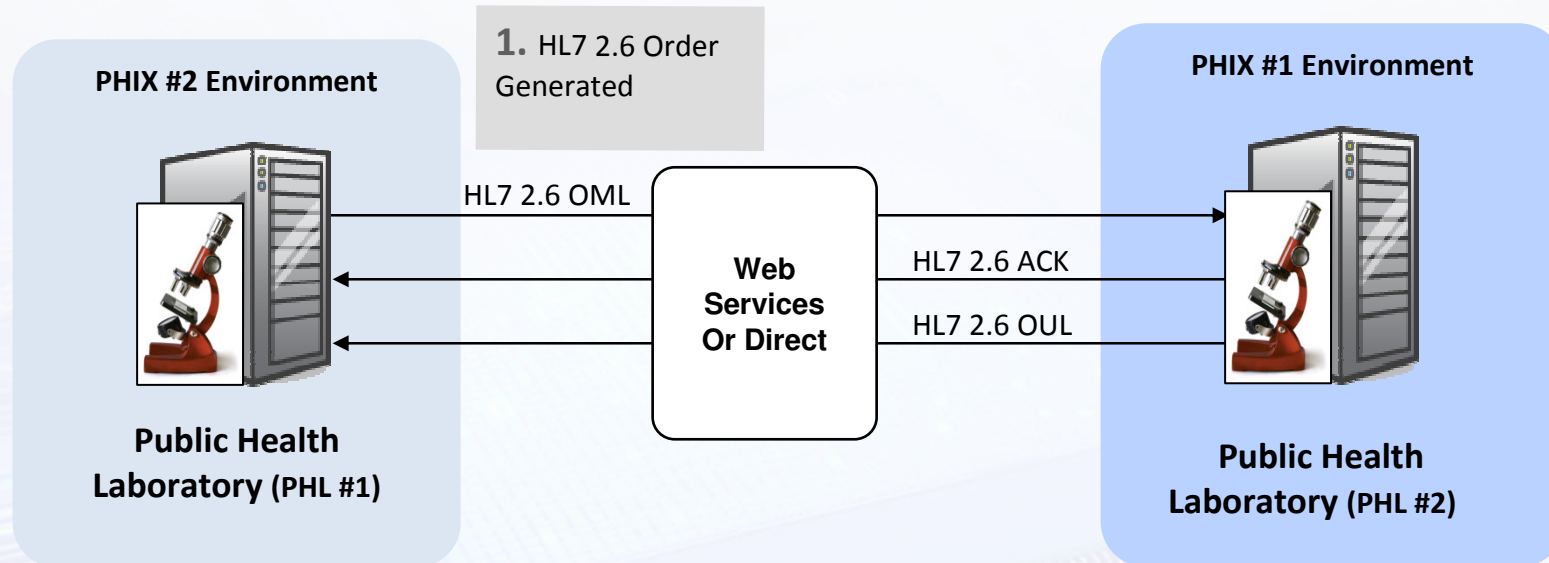 1. HL7 2.6 Order
Generated
PHIX #2 Environment
PHIX #1 Environment
HL7 2.6 OML
Web
Services
Or Direct
HL7 2.6 ACK
HL7 2.6 OUL
Public Health
Laboratory (PHL #1)
Public Health
Laboratory (PHL #2)